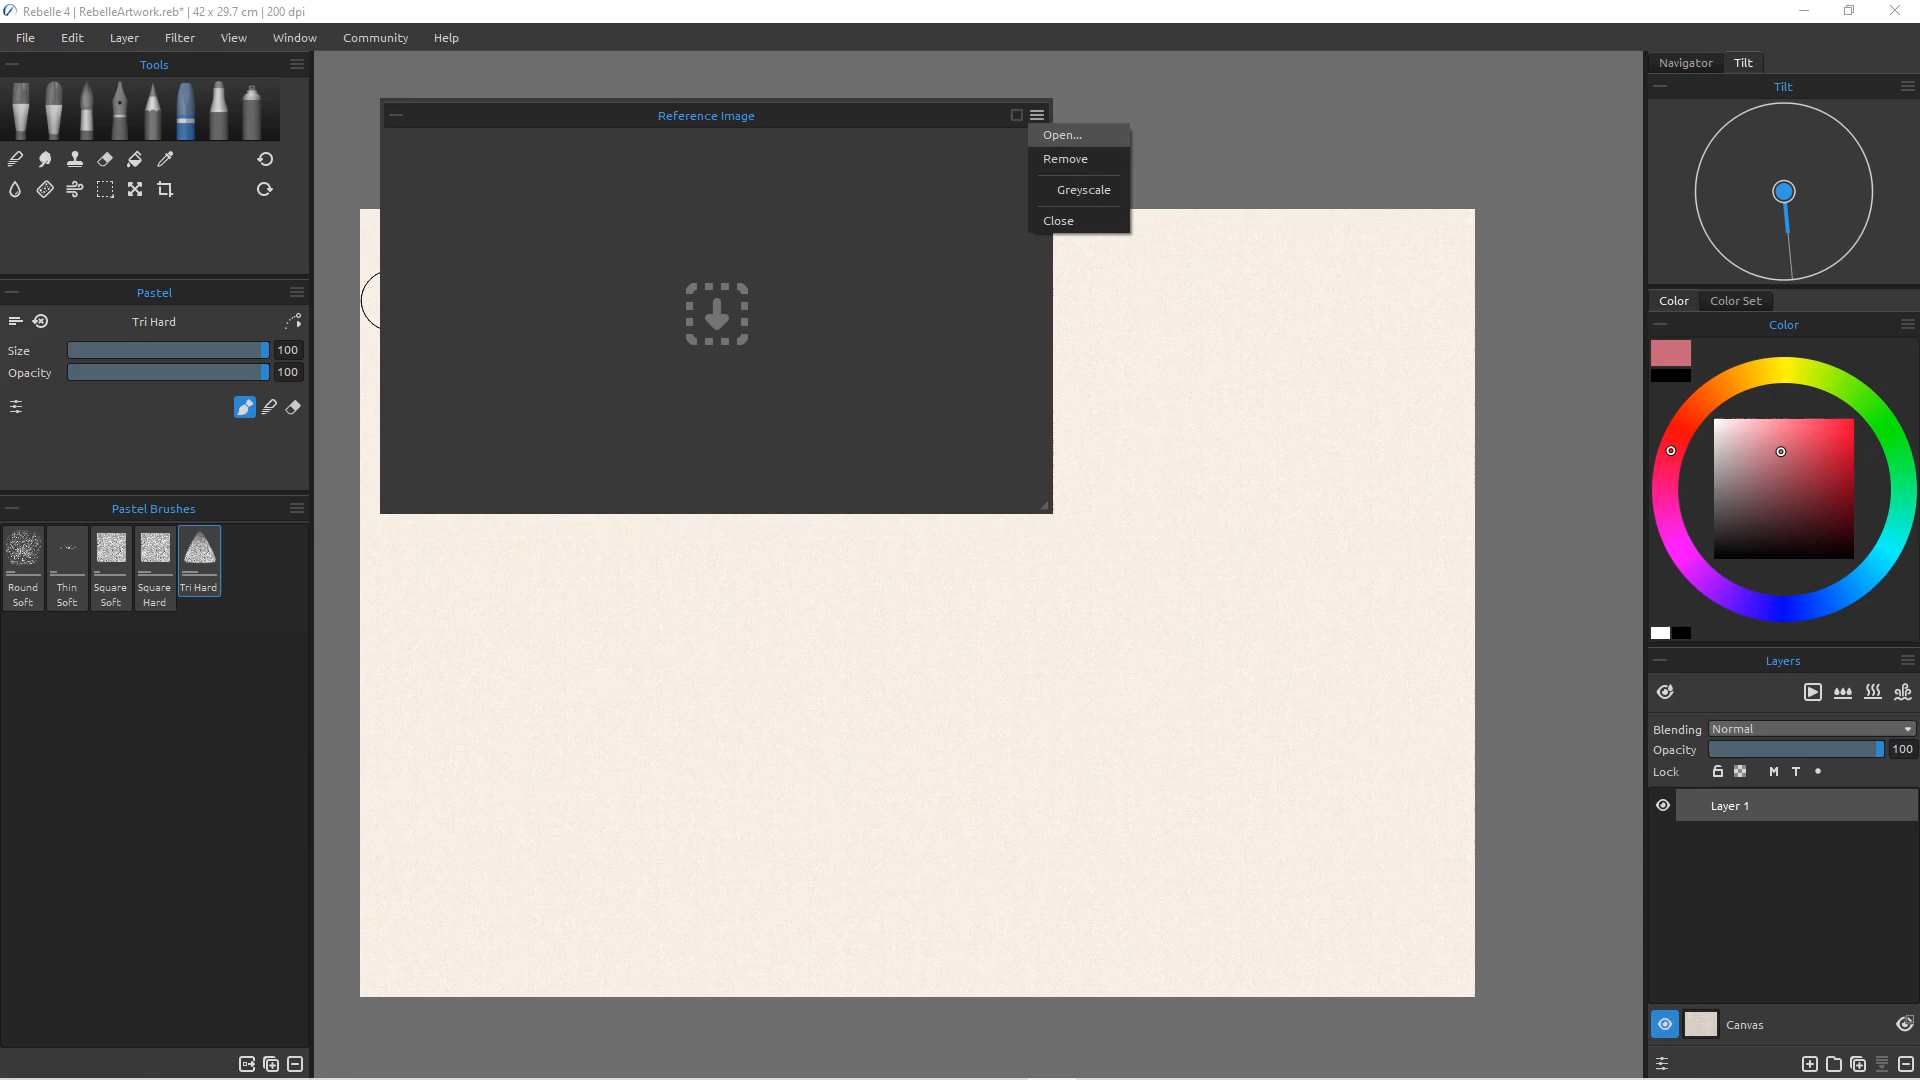 Rebelle 4 | RebelleArtwork.reb* | 42 x 29.7 cm | 200 dpi
File Edit Layer Filter View Window Community Help
Tools
Pastel
Tri Hard
Size 100
Opacity 100
Pastel Brushes
Round Soft
Thin Soft
Square Soft
Square Hard
Tri Hard
Reference Image
Open...
Remove
Greyscale
Close
Navigator Tilt
Tilt
Color Color Set
Color
Layers
Blending Normal
Opacity 100
Lock M T
Layer 1
Canvas